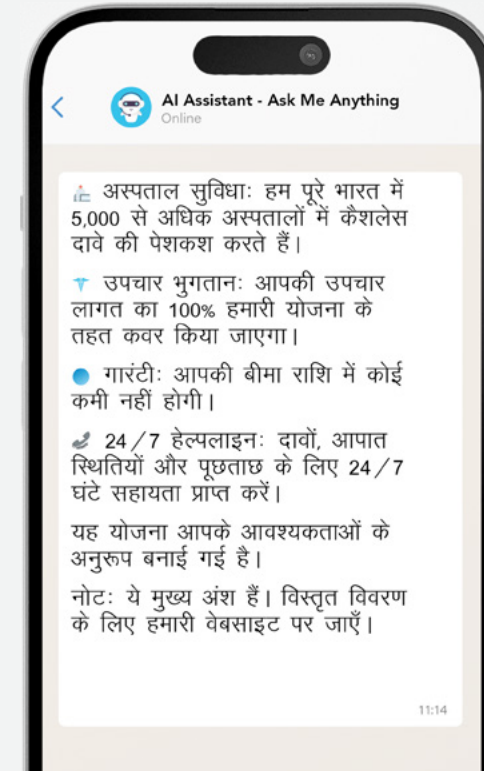 AI Assistant - Ask Me Anything
Online
अस्पताल सुविधाः हम पूरे भारत में
5,000 से अधिक अस्पतालों में कैशलेस
दावे की पेशकश करते हैं।
उपचार भुगतानः आपकी उपचार
लागत का 100% हमारी योजना के
तहत कवर किया जाएगा।
गारंटीः आपकी बीमा राशि में कोई
कमी नहीं होगी।
24/7 हेल्पलाइनः दावों, आपात
स्थितियों और पूछताछ के लिए 24/7
घंटे सहायता प्राप्त करें।
यह योजना आपके आवश्यकताओं के
अनुरूप बनाई गई है।
नोटः ये मुख्य अंश हैं। विस्तृत विवरण
के लिए हमारी वेबसाइट पर जाएँ।
11:14